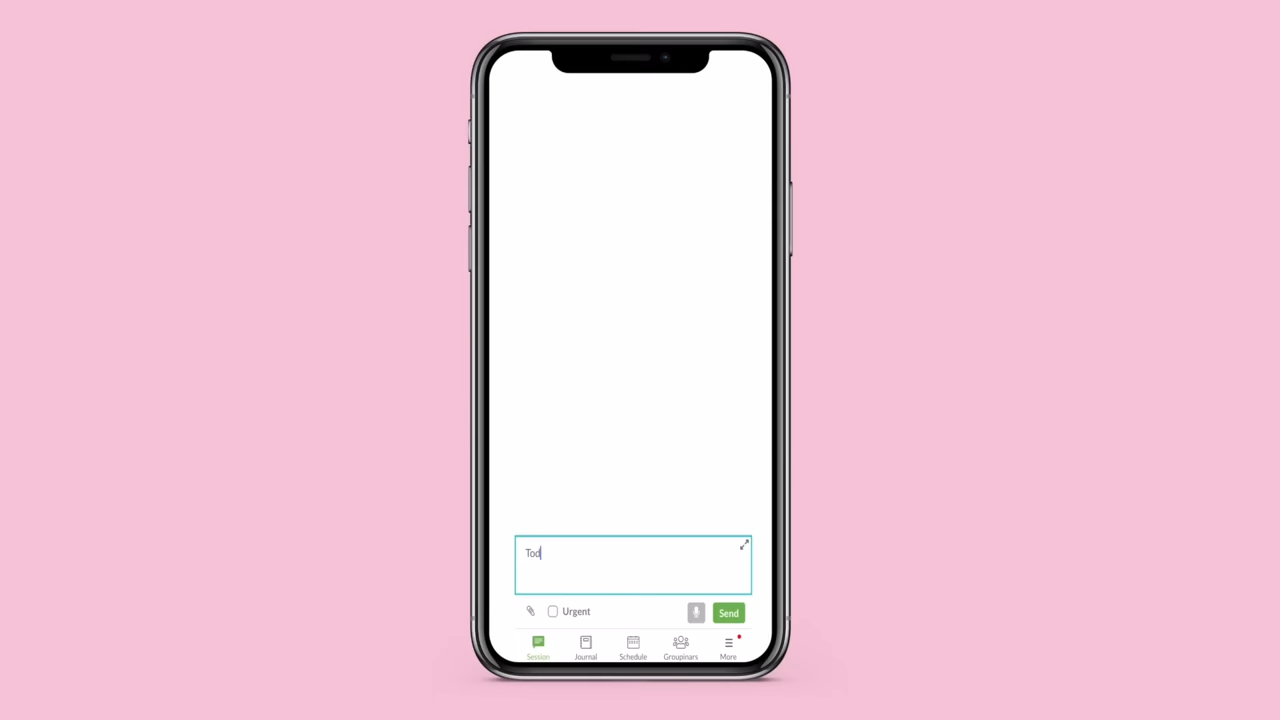 Tod
Urgent
Send
Session
Journal
Schedule
Groupinars
More